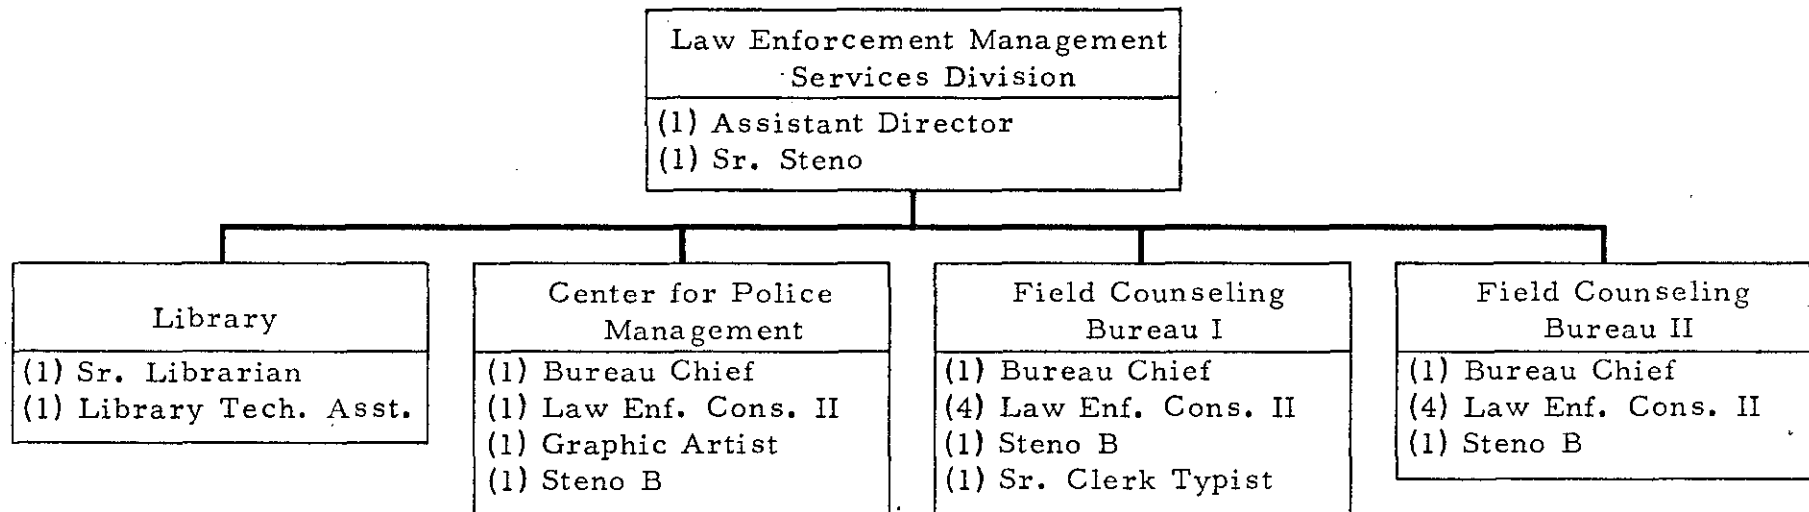 Law Enforcement Management
Services Division
(1) Assistant Director
(1) Sr. Steno
Library
(1) Sr. Librarian
(1) Library Tech. Asst.
Center for Police
Management
(1) Bureau Chief
(1) Law Enf. Cons. II
(1) Graphic Artist
(1) Steno B
Field Counseling
Bureau I
(1) Bureau Chief
(4) Law Enf. Cons. II
(1) Steno B
(1) Sr. Clerk Typist
Field Counseling
Bureau II
(1) Bureau Chief
(4) Law Enf. Cons. II
(1) Steno B